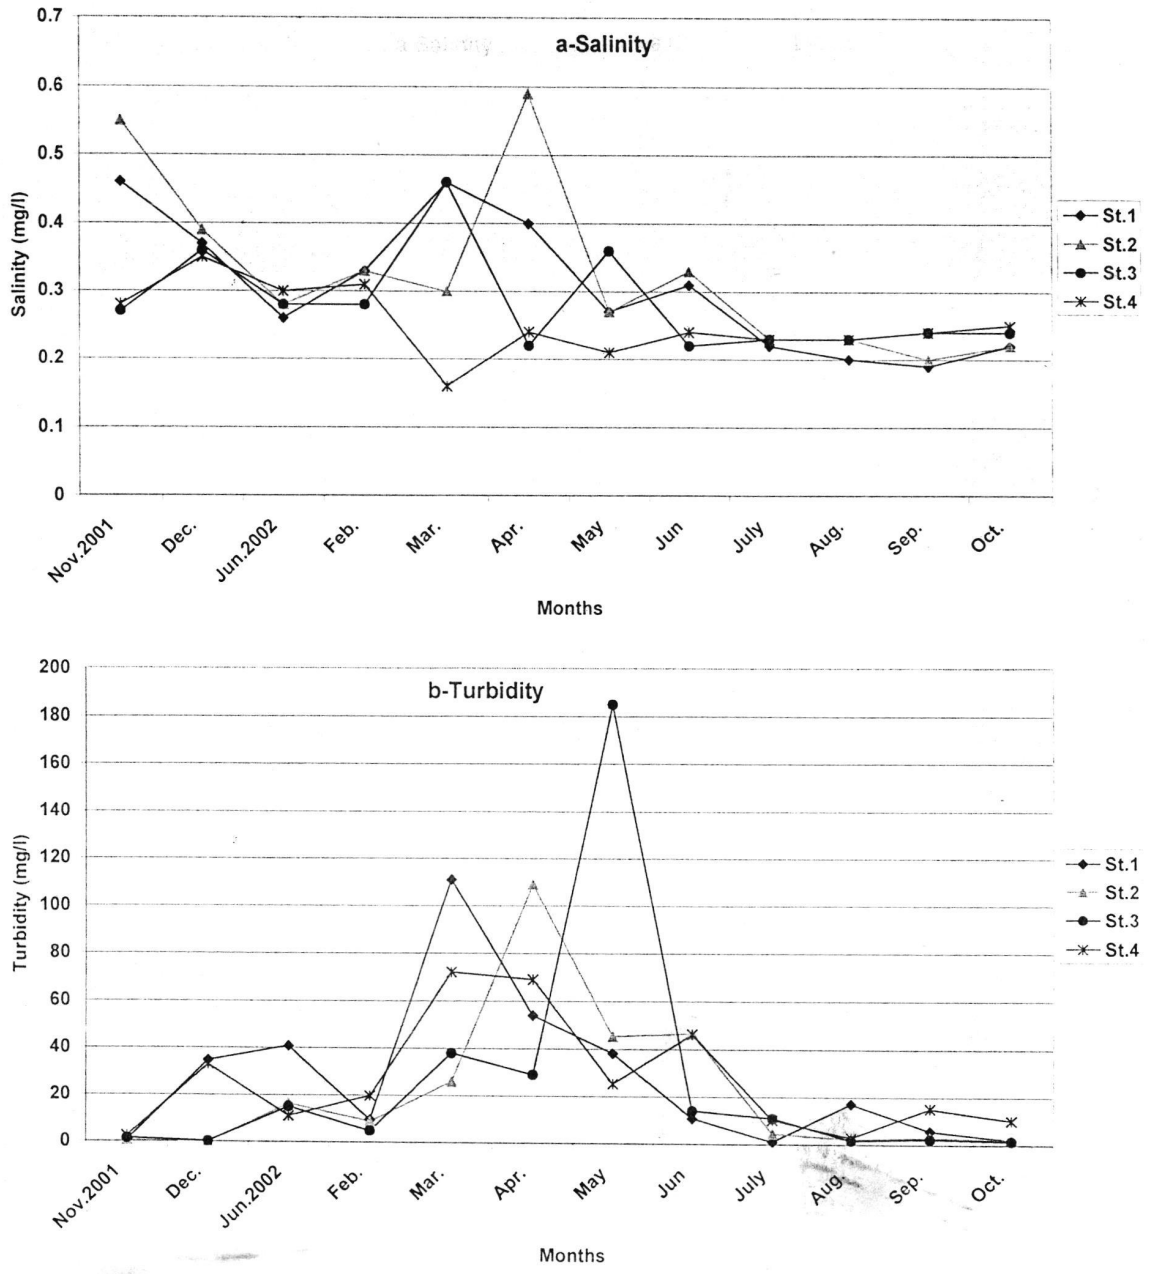 a-Salinity
0.7
0.6
0.5
0.4
0.3
0.2
0.1
0
Salinity (mg/l)
St.1
St.2
St.3
St.4
Nov.2001 Dec. Jun.2002 Feb. Mar. Apr. May Jun July Aug. Sep. Oct.
Months
b-Turbidity
200
180
160
140
120
100
80
60
40
20
0
Turbidity (mg/l)
St.1
St.2
St.3
St.4
Nov.2001 Dec. Jun.2002 Feb. Mar. Apr. May Jun July Aug. Sep. Oct.
Months